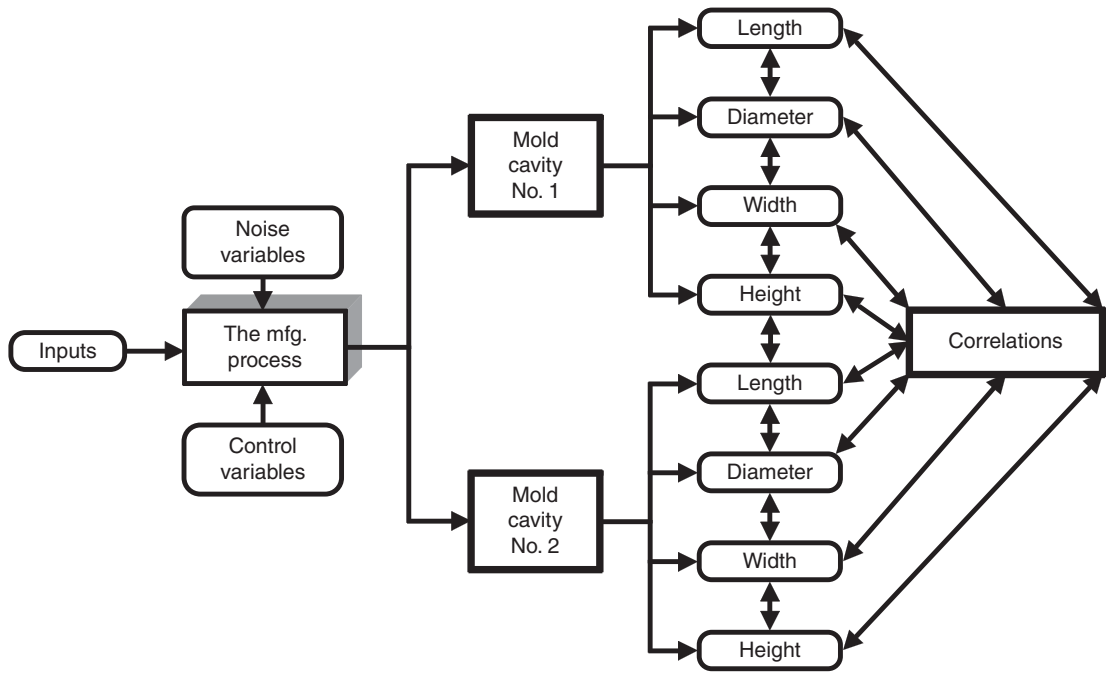 Inputs
Noise
variables
The mfg.
process
Control
variables
Mold
cavity
No. 1
Mold
cavity
No. 2
Length
Diameter
Width
Height
Length
Diameter
Width
Height
Correlations